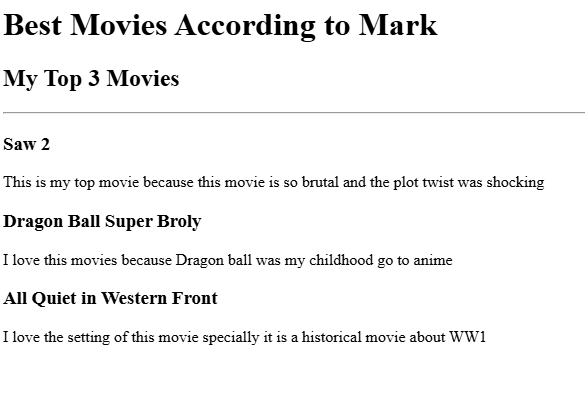 Best Movies According to Mark
My Top 3 Movies
Saw 2
This is my top movie because this movie is so brutal and the plot twist was shocking
Dragon Ball Super Broly
I love this movies because Dragon ball was my childhood go to anime
All Quiet in Western Front
I love the setting of this movie specially it is a historical movie about WW1